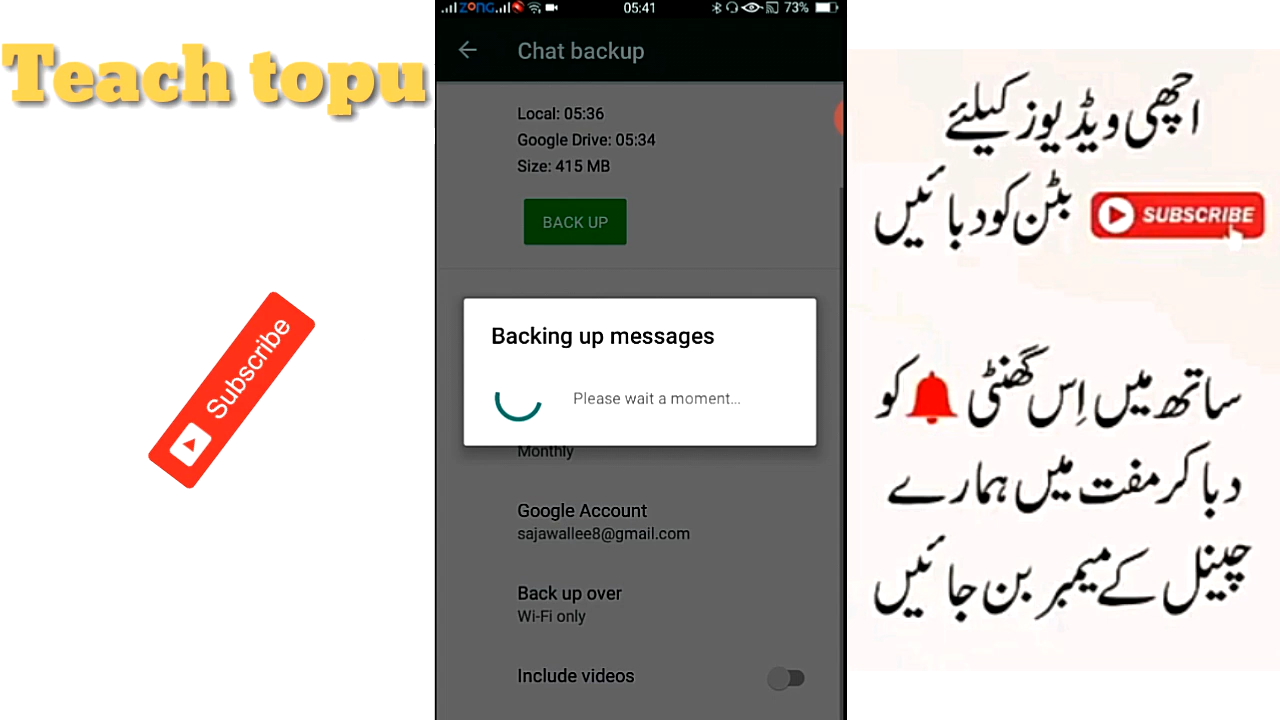 Teach topu
Subscribe
ZONG
05:41
73%
Chat backup
Local: 05:36
Google Drive: 05:34
Size: 415 MB
BACK UP
Backing up messages
Please wait a moment...
Monthly
Google Account
sajawallee8@gmail.com
Back up over
Wi-Fi only
Include videos
اچھی ویڈیوز کیلئے
SUBSCRIBE بٹن کو دبائیں
ساتھ میں اِس گھنٹی کو
دبا کر مفت میں ہمارے
چینل کے میمبر بن جائیں